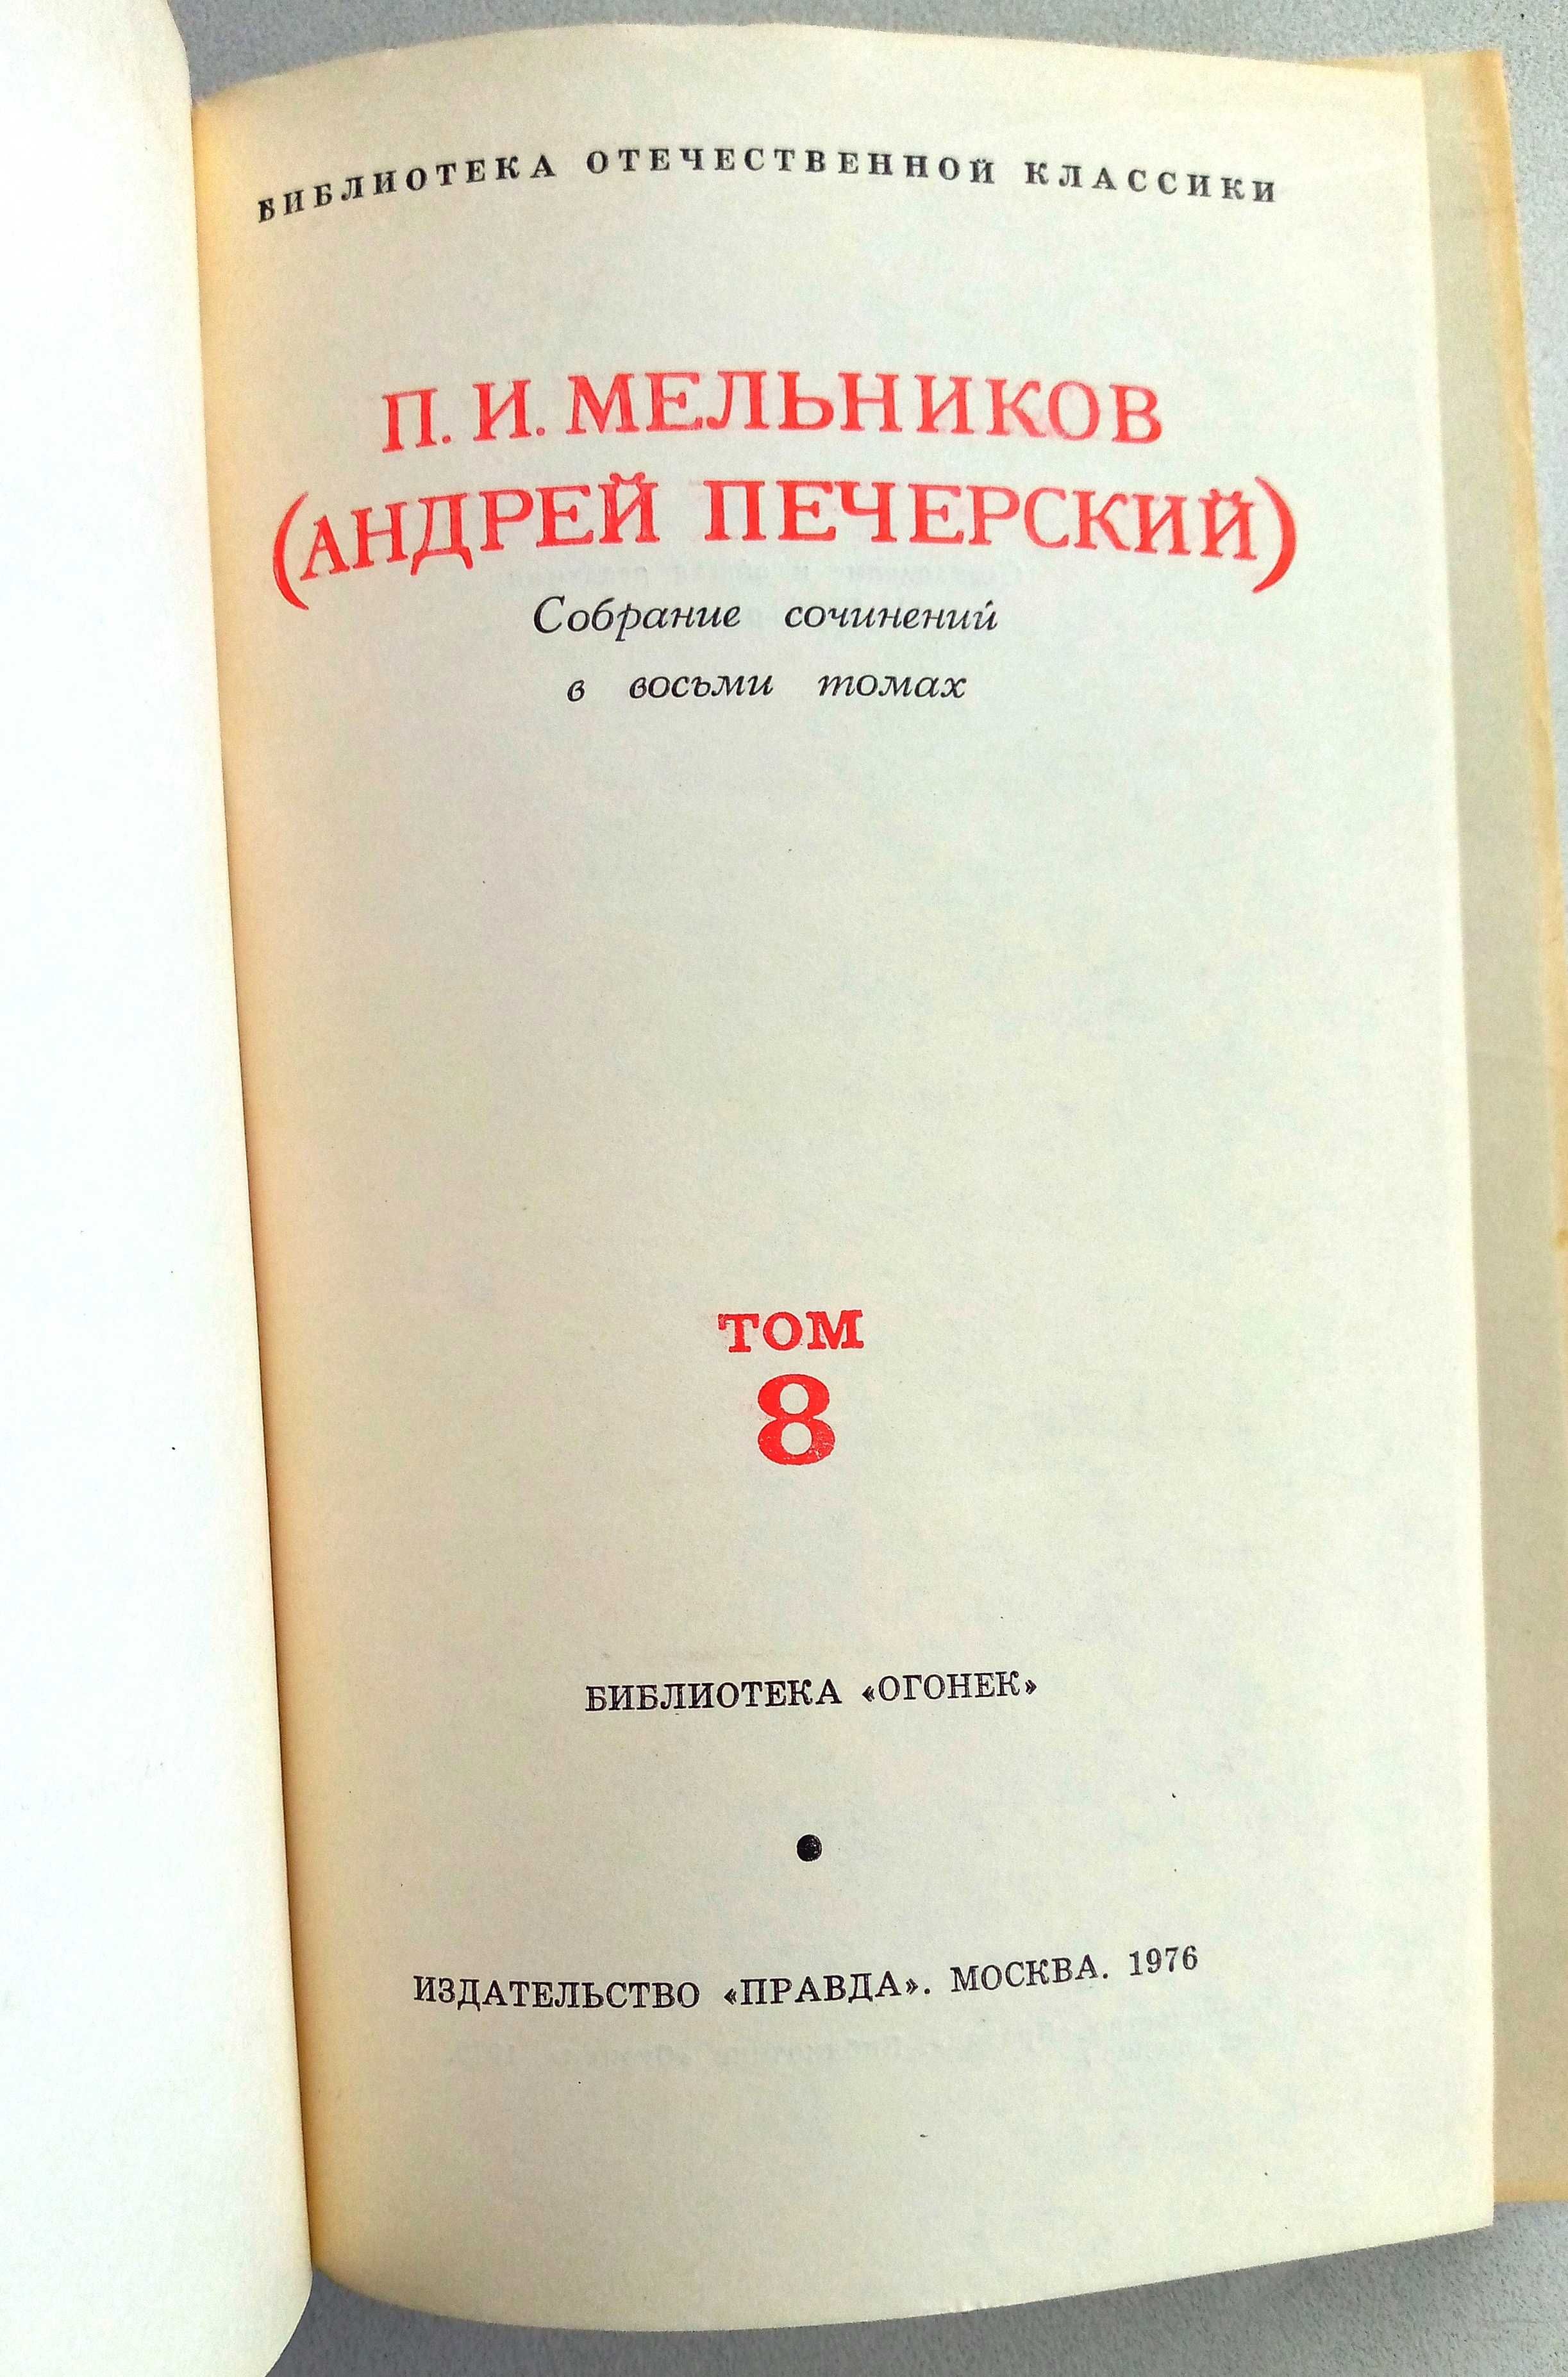 БИБЛИОТЕКА ОТЕЧЕСТВЕННОЙ КЛАССИКИ
П. И. МЕЛЬНИКОВ
(АНДРЕЙ ПЕЧЕРСКИЙ)
Собрание сочинений
в восьми томах
ТОМ
8
БИБЛИОТЕКА «ОГОНЕК»
ИЗДАТЕЛЬСТВО «ПРАВДА». МОСКВА. 1976